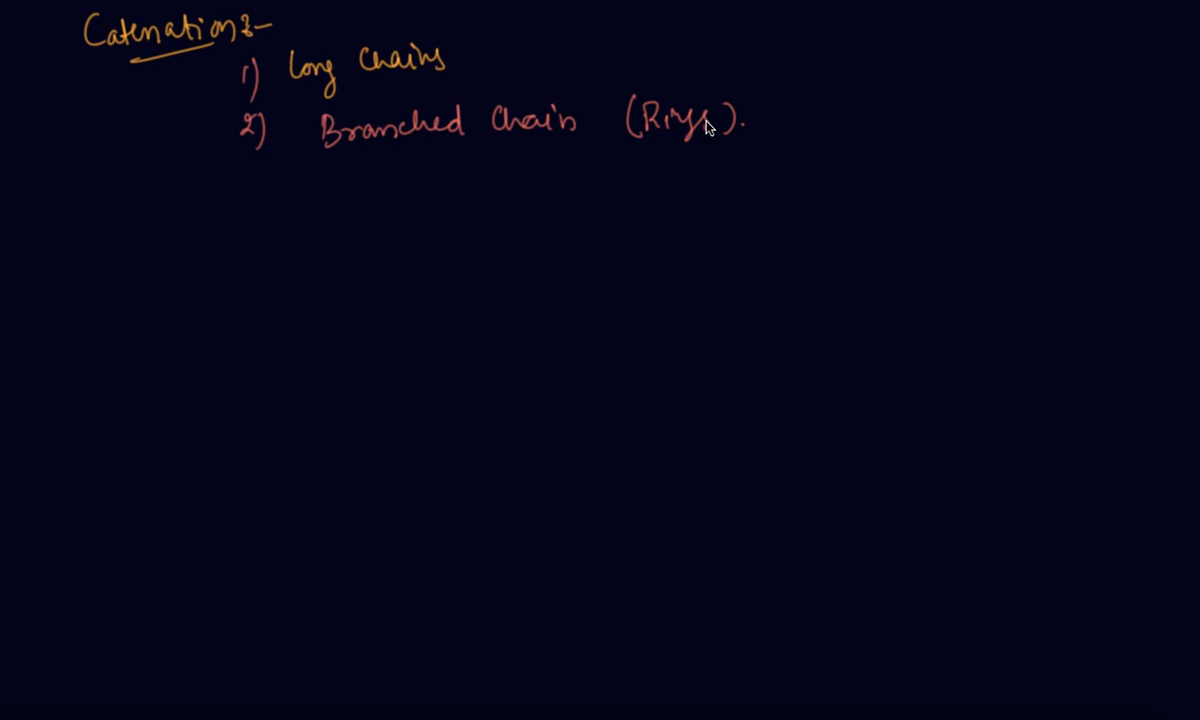 Catenation:-
1) Long Chains
2) Branched Chain (Rings).